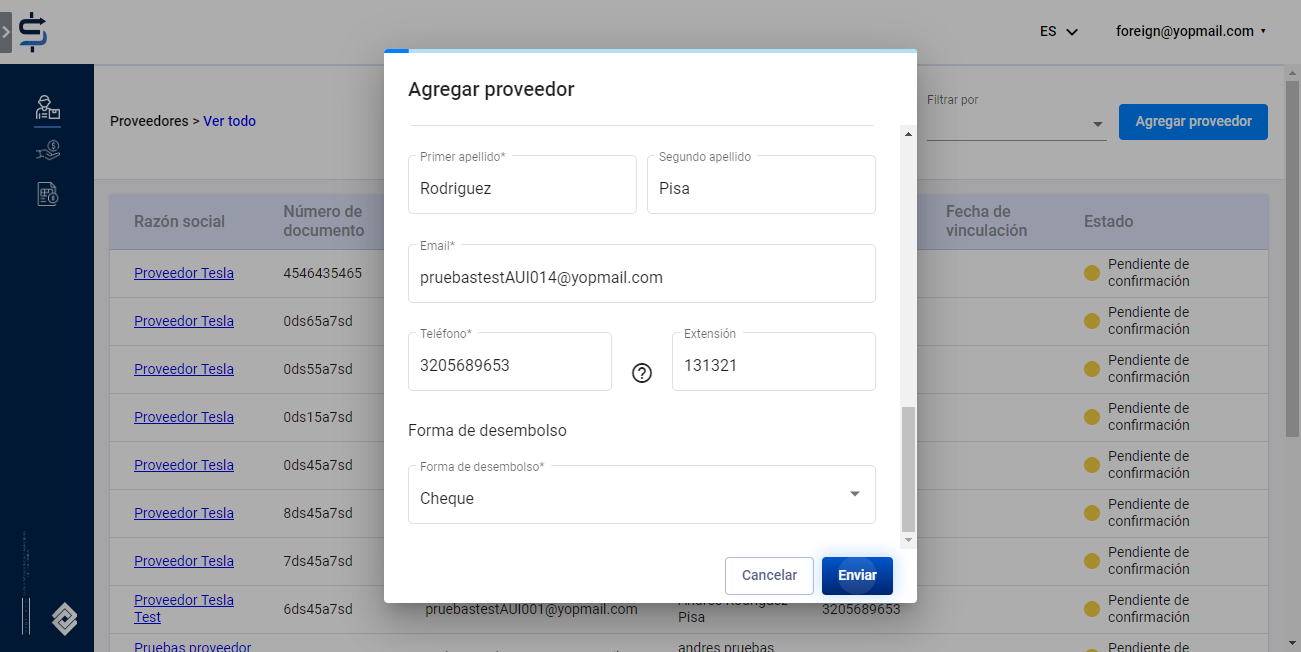 ES
foreign@yopmail.com
Agregar proveedor
Proveedores > Ver todo
Filtrar por
Agregar proveedor
Primer apellido*
Rodriguez
Segundo apellido
Pisa
Email*
pruebastestAUI014@yopmail.com
Teléfono*
3205689653
Extensión
131321
Forma de desembolso
Forma de desembolso*
Cheque
Cancelar
Enviar
Razón social
Número de
documento
Fecha de
vinculación
Estado
Proveedor Tesla
4546435465
Pendiente de
confirmación
Proveedor Tesla
0ds65a7sd
Pendiente de
confirmación
Proveedor Tesla
0ds55a7sd
Pendiente de
confirmación
Proveedor Tesla
0ds15a7sd
Pendiente de
confirmación
Proveedor Tesla
0ds45a7sd
Pendiente de
confirmación
Proveedor Tesla
8ds45a7sd
Pendiente de
confirmación
Proveedor Tesla
7ds45a7sd
Pendiente de
confirmación
Proveedor Tesla
Test
6ds45a7sd
pruebastestAUI001@yopmail.com
Andres Rodriguez
Pisa
3205689653
Pendiente de
confirmación
Pruebas proveedor
andres pruebas
Pendiente de